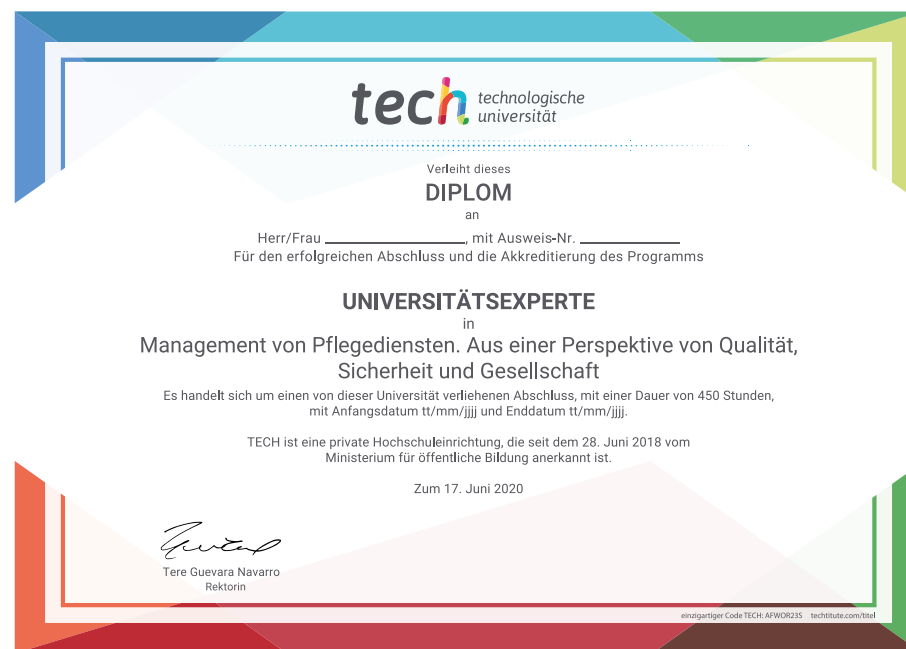 tech technologische
universität
Verleiht dieses
DIPLOM
an
Herr/Frau ____________________, mit Ausweis-Nr. ______________
Für den erfolgreichen Abschluss und die Akkreditierung des Programms
UNIVERSITÄTSEXPERTE
in
Management von Pflegediensten. Aus einer Perspektive von Qualität,
Sicherheit und Gesellschaft
Es handelt sich um einen von dieser Universität verliehenen Abschluss, mit einer Dauer von 450 Stunden,
mit Anfangsdatum tt/mm/jjjj und Enddatum tt/mm/jjjj.
TECH ist eine private Hochschuleinrichtung, die seit dem 28. Juni 2018 vom
Ministerium für öffentliche Bildung anerkannt ist.
Zum 17. Juni 2020
Tere Guevara Navarro
Rektorin
einzigartiger Code TECH: AFWOR23S techtitute.com/titel